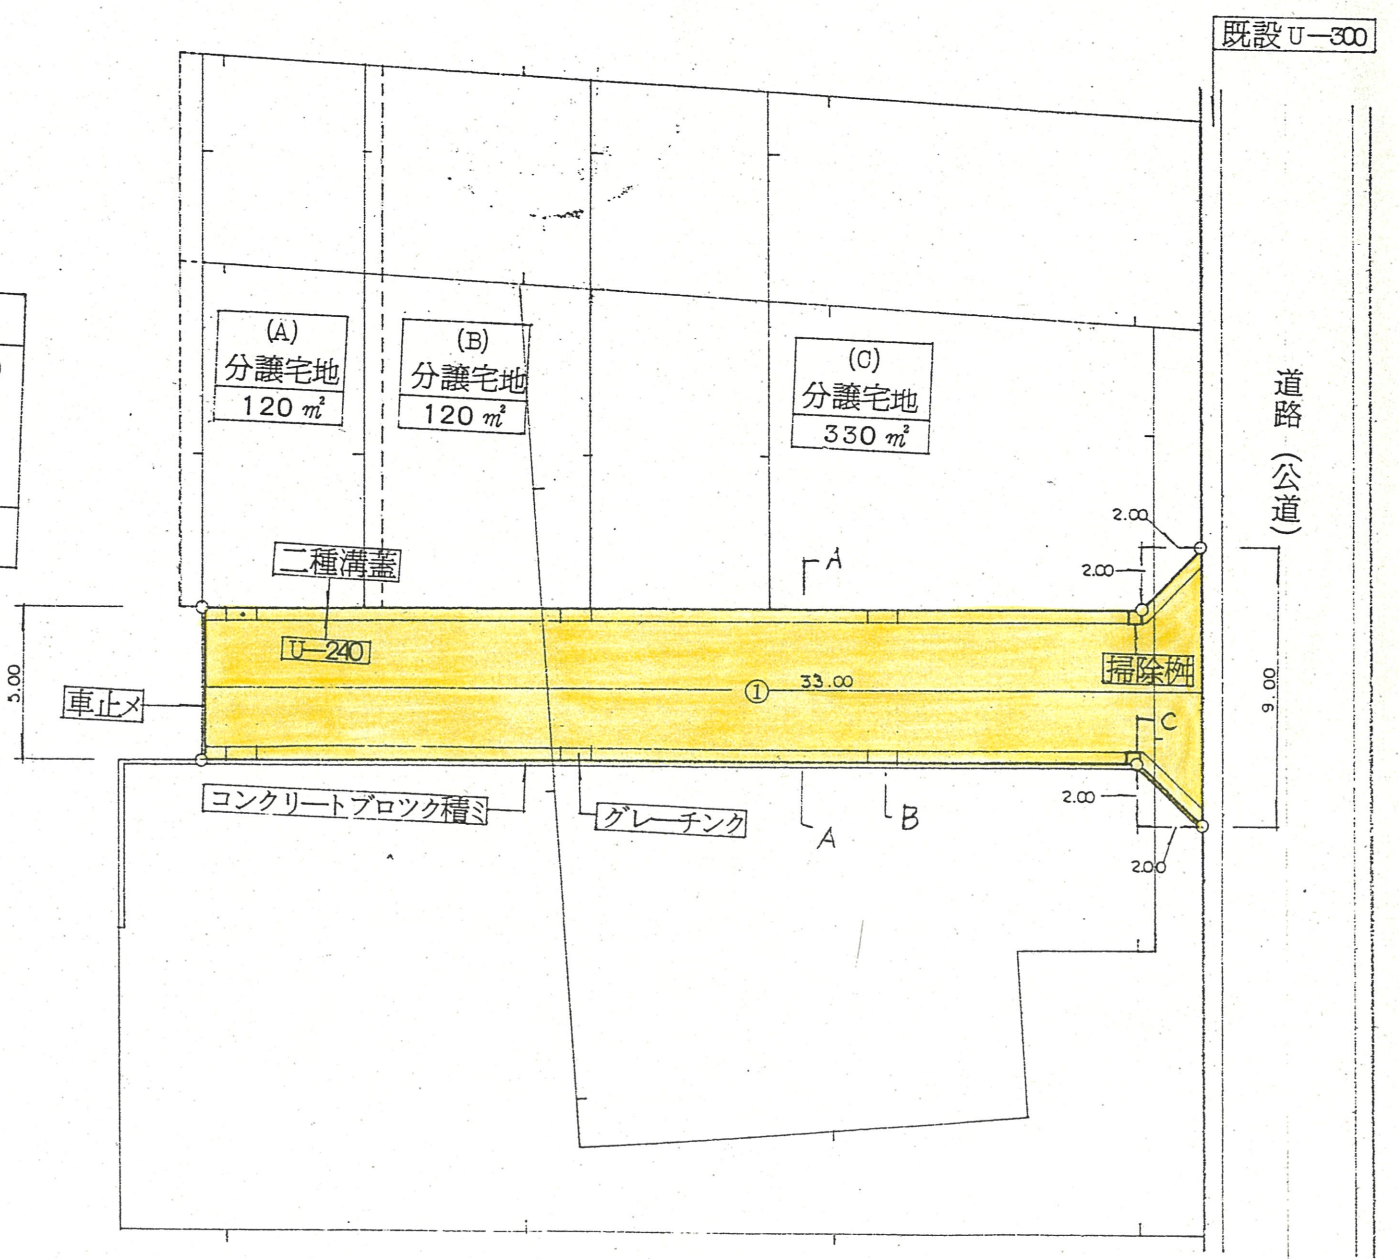 既設U—300
(A)
分譲宅地
120㎡
(B)
分譲宅地
120㎡
(C)
分譲宅地
330㎡
道路(公道)
2.00
2.00
A
二種溝蓋
U—240
5.00
車止メ
① 33.00
掃除桝
9.00
C
コンクリートブロック積ミ
グレーチンク
A
B
2.00
2.00